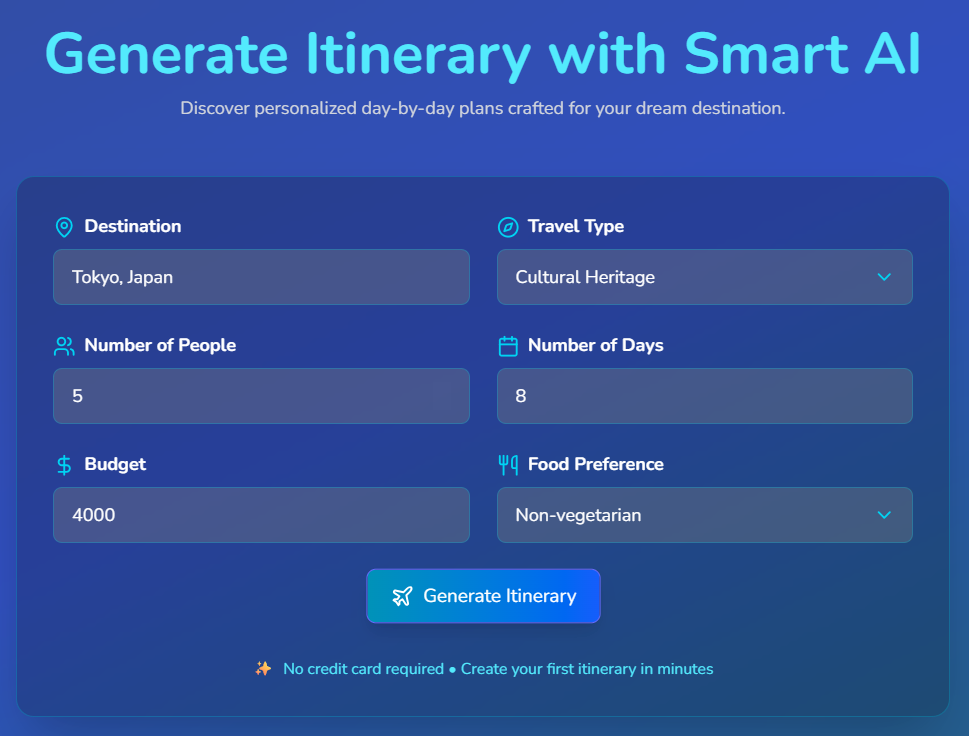 Generate Itinerary with Smart AI
Discover personalized day-by-day plans crafted for your dream destination.
Destination
Travel Type
Tokyo, Japan
Cultural Heritage
Number of People
Number of Days
5
8
Budget
Food Preference
4000
Non-vegetarian
Generate Itinerary
✨ No credit card required • Create your first itinerary in minutes